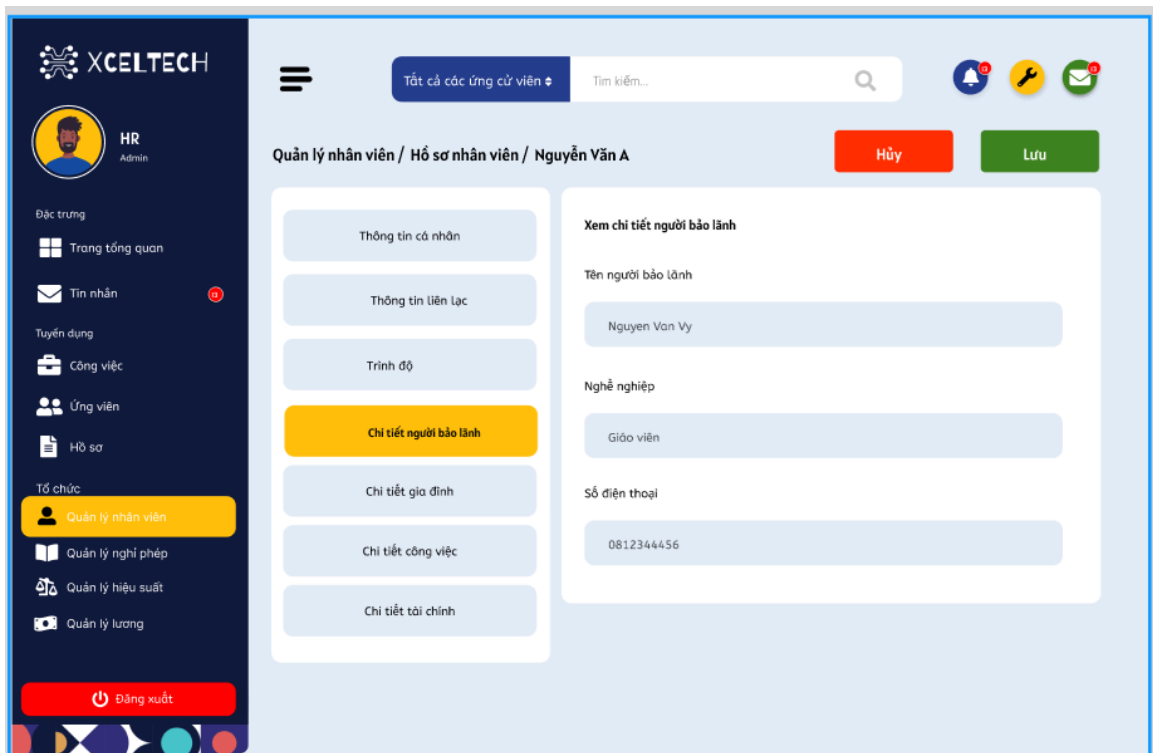 XCELTECH
HR
Admin
Đặc trưng
Trang tổng quan
Tin nhắn
Tuyển dụng
Công việc
Ứng viên
Hồ sơ
Tổ chức
Quản lý nhân viên
Quản lý nghỉ phép
Quản lý hiệu suất
Quản lý lương
Đăng xuất
Tất cả các ứng cử viên
Tìm kiếm...
Quản lý nhân viên / Hồ sơ nhân viên / Nguyễn Văn A
Hủy
Lưu
Thông tin cá nhân
Thông tin liên lạc
Trình độ
Chi tiết người bảo lãnh
Chi tiết gia đình
Chi tiết công việc
Chi tiết tài chính
Xem chi tiết người bảo lãnh
Tên người bảo lãnh
Nguyen Van Vy
Nghề nghiệp
Giáo viên
Số điện thoại
0812344456